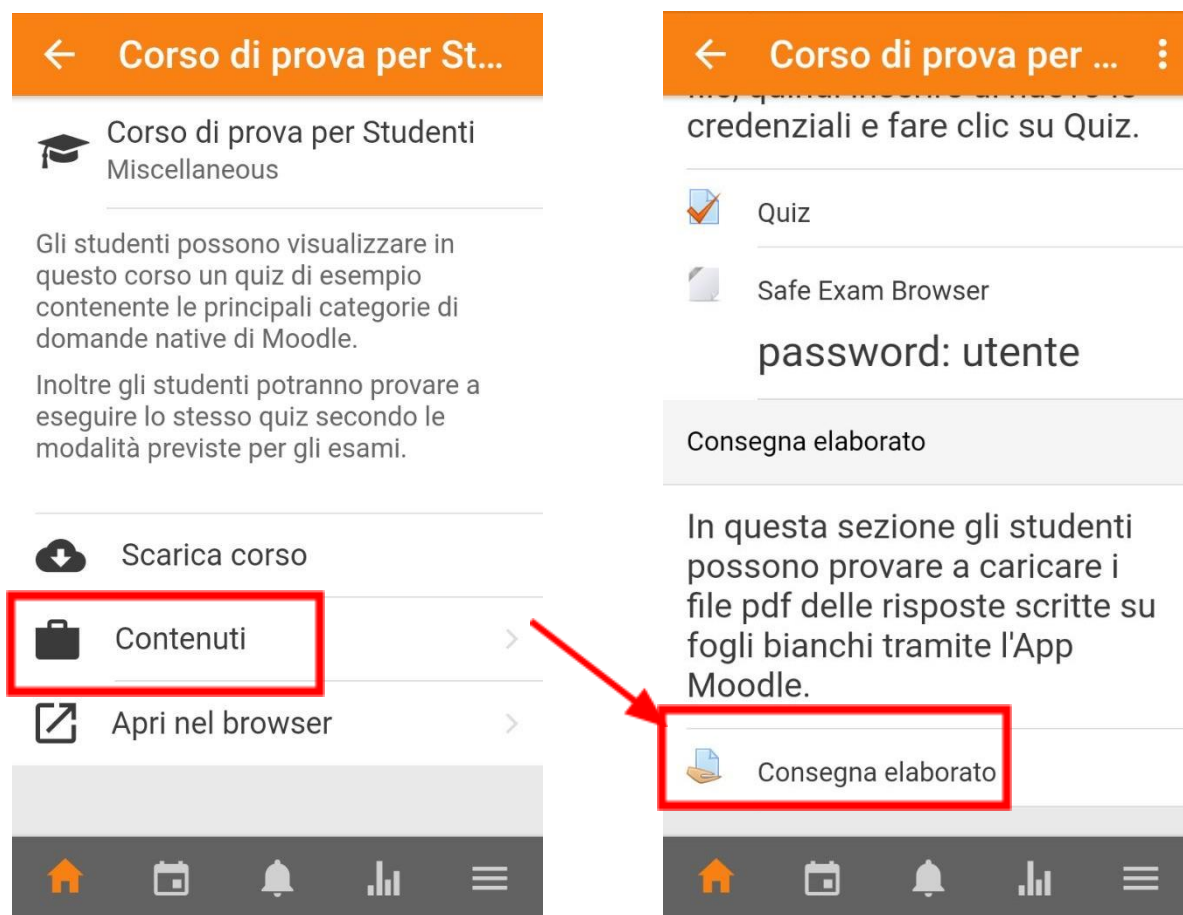 Corso di prova per St...
Corso di prova per Studenti
Miscellaneous
Gli studenti possono visualizzare in
questo corso un quiz di esempio
contenente le principali categorie di
domande native di Moodle.
Inoltre gli studenti potranno provare a
eseguire lo stesso quiz secondo le
modalità previste per gli esami.
Scarica corso
Contenuti
Apri nel browser
Corso di prova per ...
credenziali e fare clic su Quiz.
Quiz
Safe Exam Browser
password: utente
Consegna elaborato
In questa sezione gli studenti
possono provare a caricare i
file pdf delle risposte scritte su
fogli bianchi tramite l'App
Moodle.
Consegna elaborato